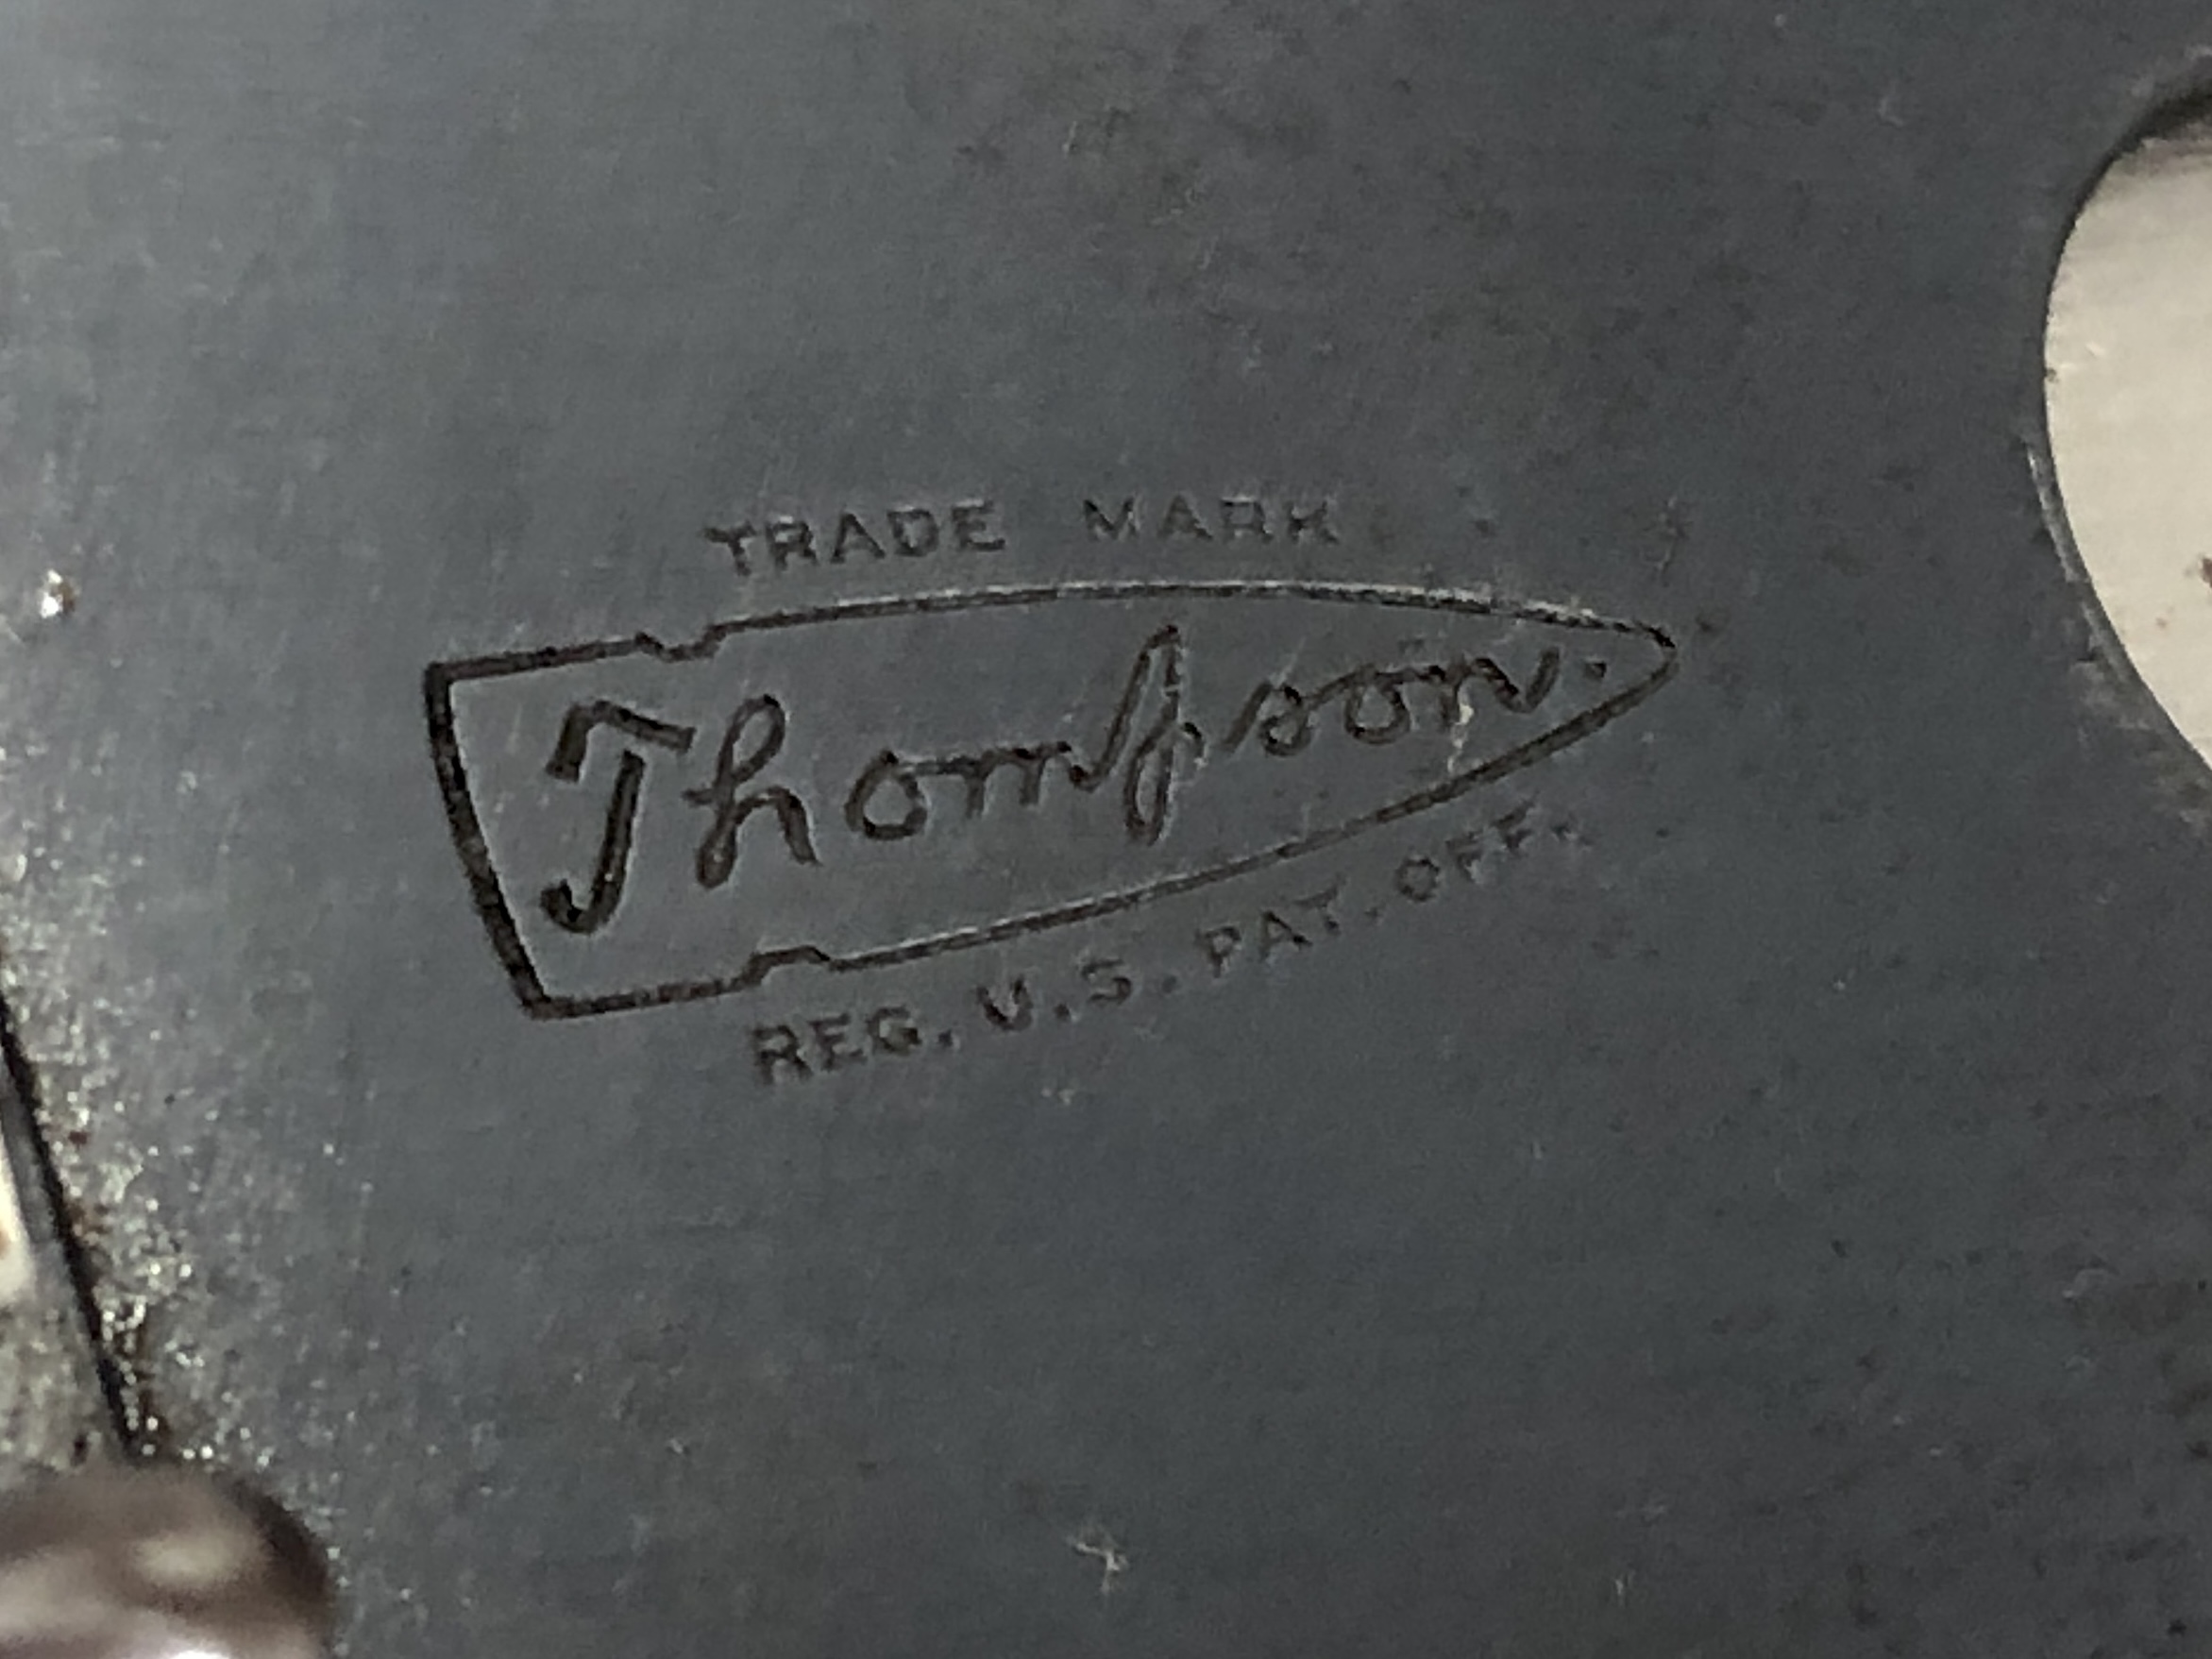 TRADE MARK
Thompson.
REG. U.S. PAT. OFF.